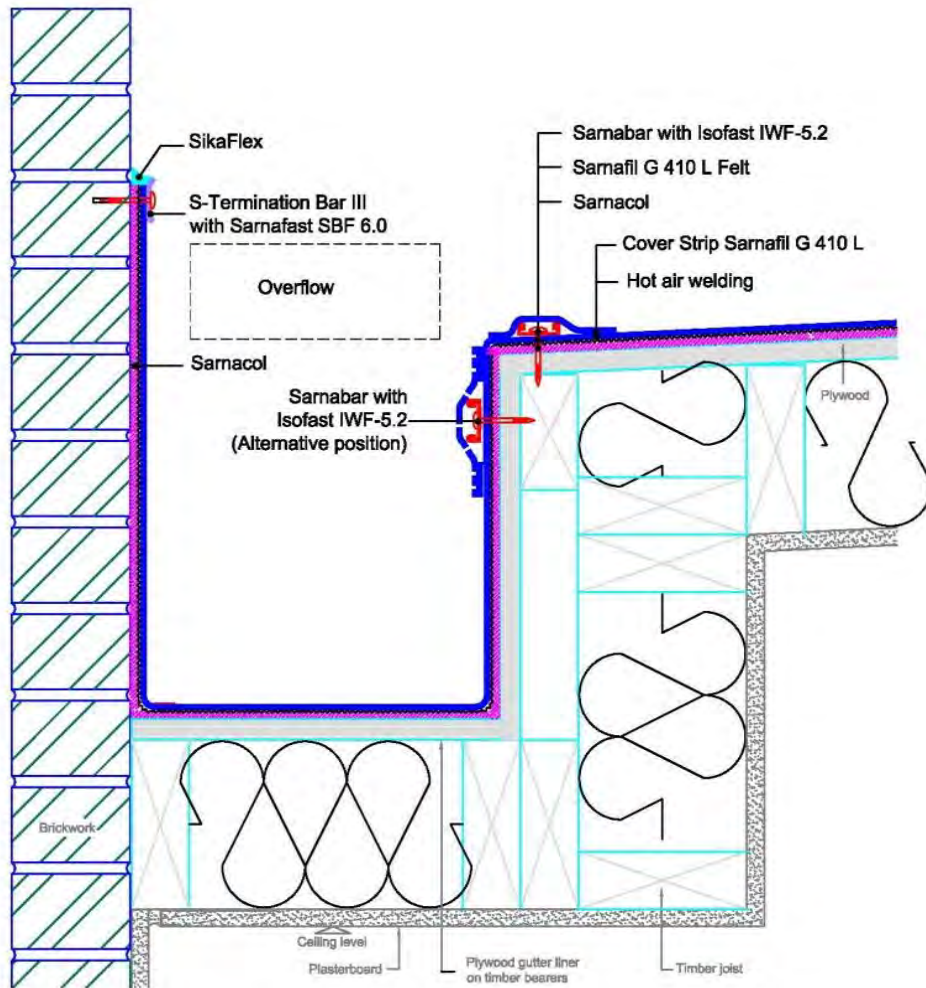 SikaFlex
S-Termination Bar III
with Sarnafast SBF 6.0
Overflow
Sarnacol
Sarnabar with
Isofast IWF-5.2
(Alternative position)
Sarnabar with Isofast IWF-5.2
Sarnafil G 410 L Felt
Sarnacol
Cover Strip Sarnafil G 410 L
Hot air welding
Plywood
Brickwork
Ceiling level
Plasterboard
Plywood gutter liner
on timber bearers
Timber joist